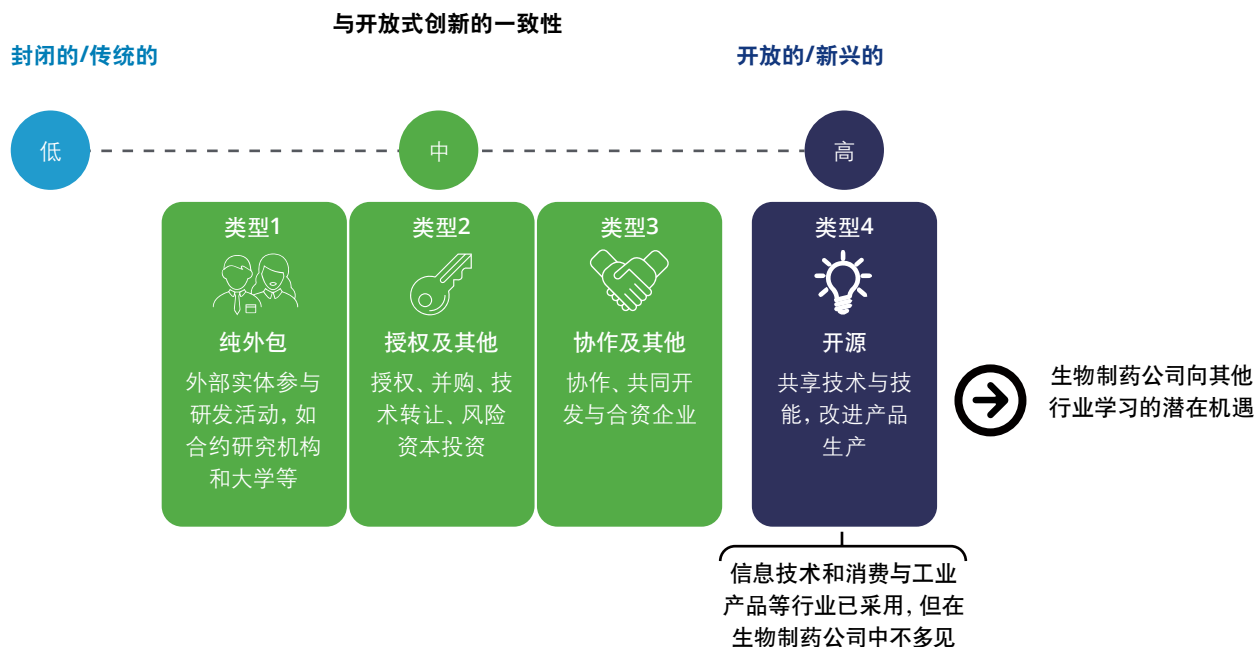 与开放式创新的一致性
封闭的/传统的
开放的/新兴的
低
中
高
类型1
纯外包
外部实体参与
研发活动，如
合约研究机构
和大学等
类型2
授权及其他
授权、并购、技
术转让、风险
资本投资
类型3
协作及其他
协作、共同开
发与合资企业
类型4
开源
共享技术与技
能，改进产品
生产
生物制药公司向其他
行业学习的潜在机遇
信息技术和消费与工业
产品等行业已采用，但在
生物制药公司中不多见